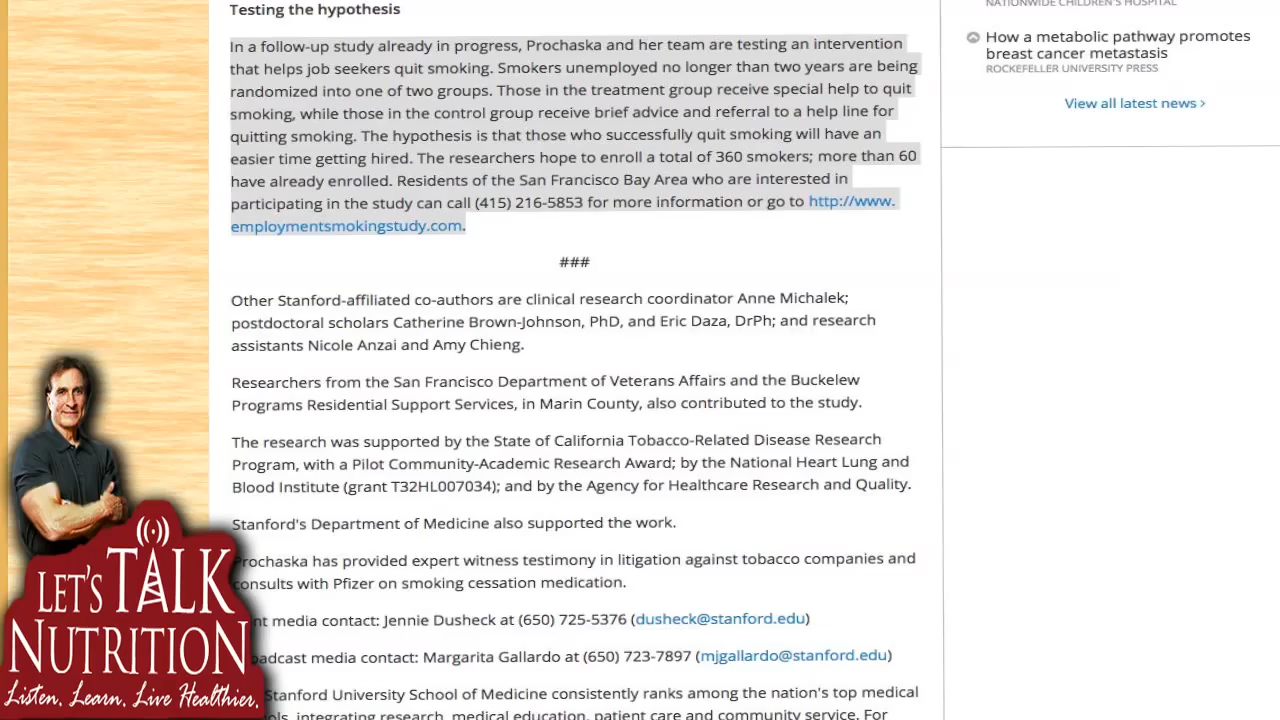 Testing the hypothesis
In a follow-up study already in progress, Prochaska and her team are testing an intervention
that helps job seekers quit smoking. Smokers unemployed no longer than two years are being
randomized into one of two groups. Those in the treatment group receive special help to quit
smoking, while those in the control group receive brief advice and referral to a help line for
quitting smoking. The hypothesis is that those who successfully quit smoking will have an
easier time getting hired. The researchers hope to enroll a total of 360 smokers; more than 60
have already enrolled. Residents of the San Francisco Bay Area who are interested in
participating in the study can call (415) 216-5853 for more information or go to http://www.
employmentsmokingstudy.com.
###
Other Stanford-affiliated co-authors are clinical research coordinator Anne Michalek;
postdoctoral scholars Catherine Brown-Johnson, PhD, and Eric Daza, DrPh; and research
assistants Nicole Anzai and Amy Chieng.
Researchers from the San Francisco Department of Veterans Affairs and the Buckelew
Programs Residential Support Services, in Marin County, also contributed to the study.
The research was supported by the State of California Tobacco-Related Disease Research
Program, with a Pilot Community-Academic Research Award; by the National Heart Lung and
Blood Institute (grant T32HL007034); and by the Agency for Healthcare Research and Quality.
Stanford's Department of Medicine also supported the work.
Prochaska has provided expert witness testimony in litigation against tobacco companies and
consults with Pfizer on smoking cessation medication.
media contact: Jennie Dusheck at (650) 725-5376 (dusheck@stanford.edu)
media contact: Margarita Gallardo at (650) 723-7897 (mjgallardo@stanford.edu)
Stanford University School of Medicine consistently ranks among the nation's top medical
integrating research, medical education, patient care and community service. For
NATIONWIDE CHILDREN'S HOSPITAL
How a metabolic pathway promotes
breast cancer metastasis
ROCKEFELLER UNIVERSITY PRESS
View all latest news >
LET'S TALK
NUTRITION
Listen. Learn. Live Healthier.